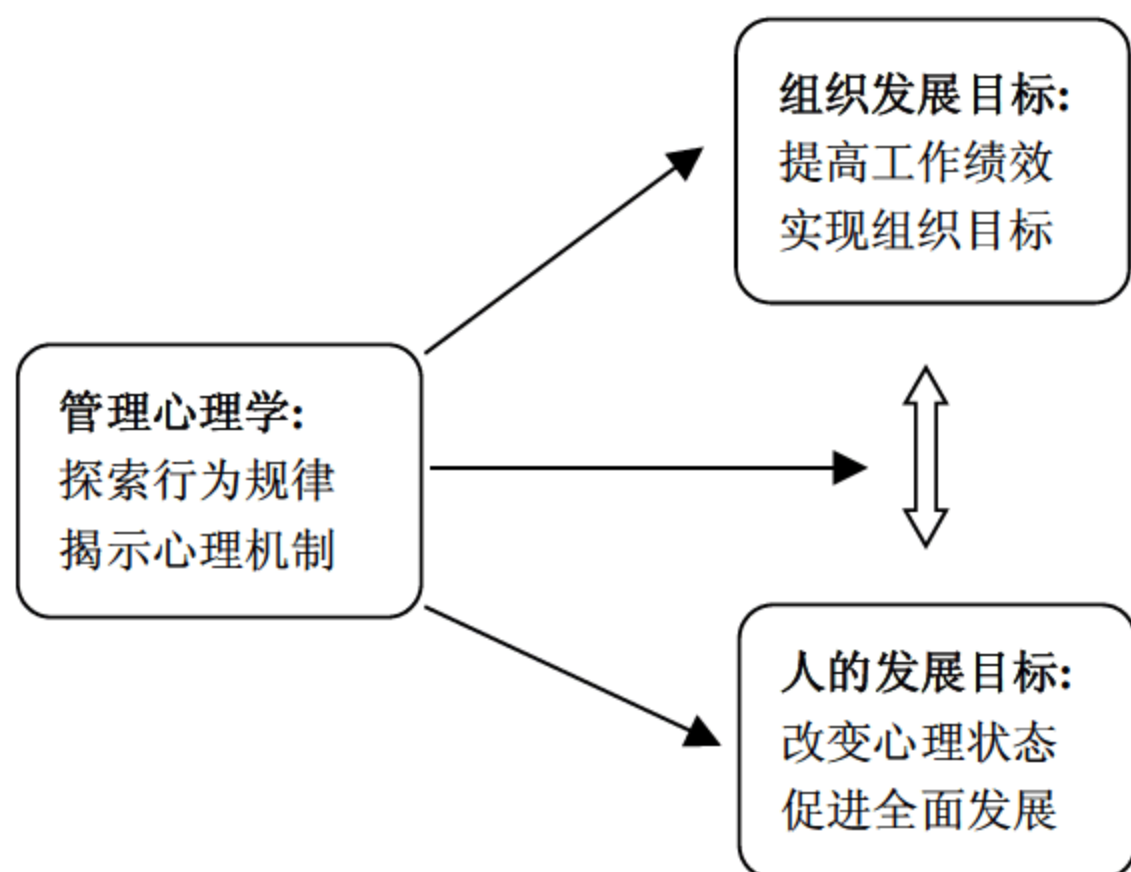 组织发展目标:
提高工作绩效
实现组织目标
管理心理学:
探索行为规律
揭示心理机制
人的发展目标:
改变心理状态
促进全面发展